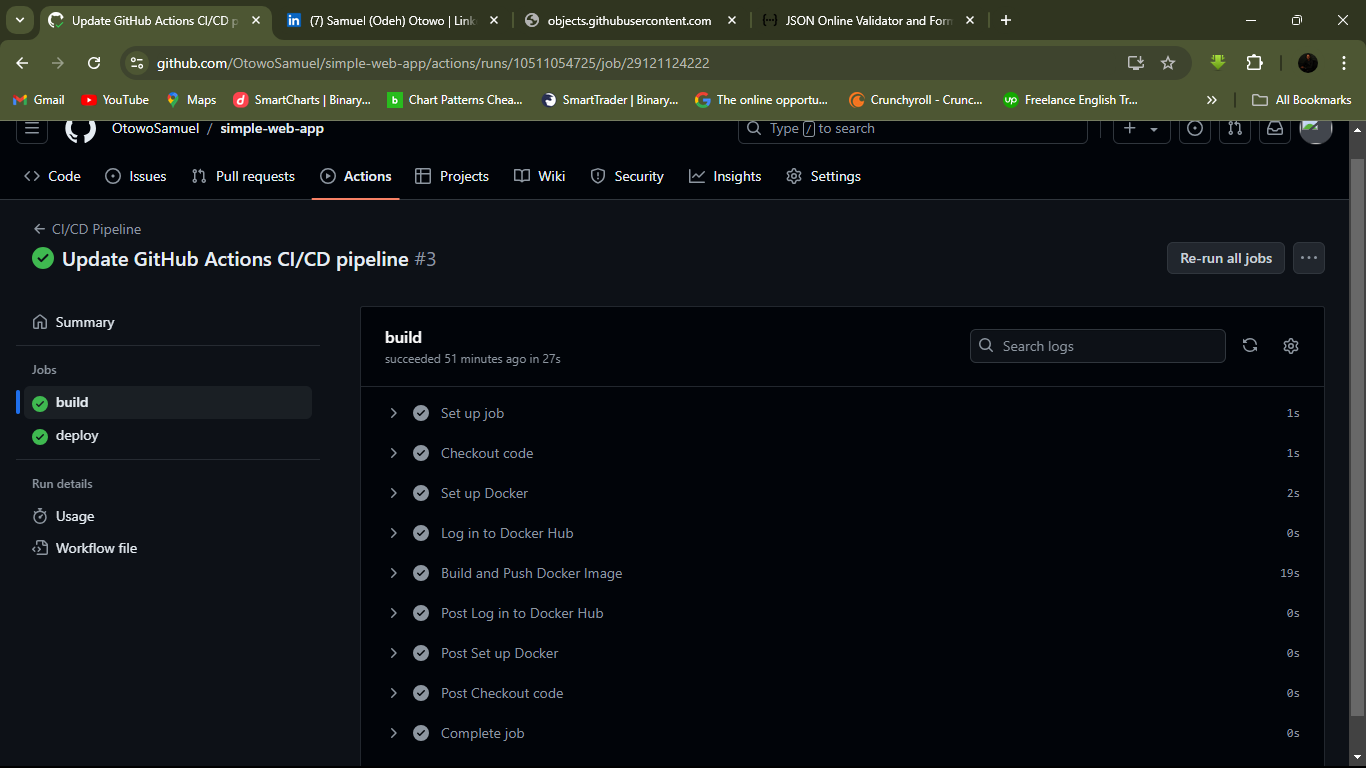 Update GitHub Actions CI/CD p
(7) Samuel (Odeh) Otowo | Link
objects.githubusercontent.com
JSON Online Validator and Form
github.com/OtowoSamuel/simple-web-app/actions/runs/10511054725/job/29121124222
Gmail
YouTube
Maps
SmartCharts | Binary...
Chart Patterns Chea...
SmartTrader | Binary...
The online opportu...
Crunchyroll - Crunc...
Freelance English Tr...
»
All Bookmarks
OtowoSamuel / simple-web-app
Type / to search
Code
Issues
Pull requests
Actions
Projects
Wiki
Security
Insights
Settings
CI/CD Pipeline
Update GitHub Actions CI/CD pipeline #3
Re-run all jobs
Summary
Jobs
build
deploy
Run details
Usage
Workflow file
build
succeeded 51 minutes ago in 27s
Search logs
Set up job 1s
Checkout code 1s
Set up Docker 2s
Log in to Docker Hub 0s
Build and Push Docker Image 19s
Post Log in to Docker Hub 0s
Post Set up Docker 0s
Post Checkout code 0s
Complete job 0s